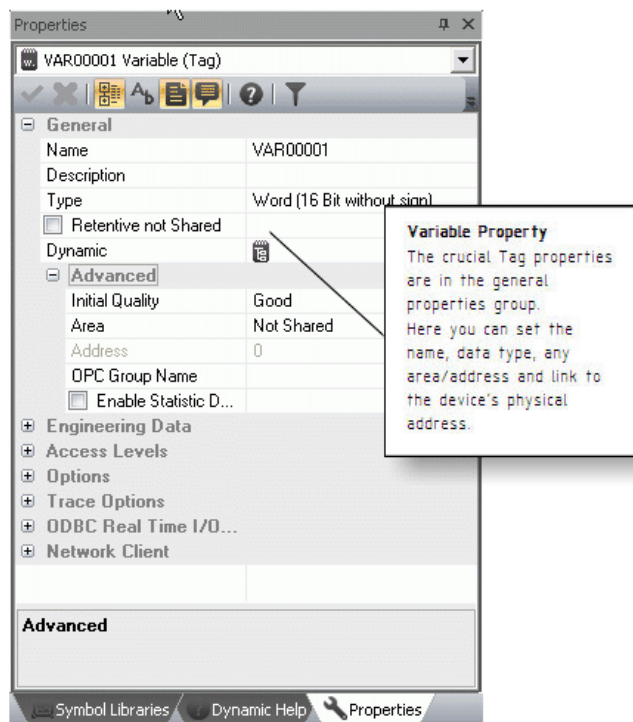 Properties
VAR00001 Variable (Tag)
General
Name VAR00001
Description
Type Word (16 Bit without sign)
Retentive not Shared
Dynamic
Advanced
Initial Quality Good
Area Not Shared
Address 0
OPC Group Name
Enable Statistic D...
Engineering Data
Access Levels
Options
Trace Options
ODBC Real Time I/O...
Network Client
Advanced
Symbol Libraries Dynamic Help Properties
Variable Property
The crucial Tag properties
are in the general
properties group.
Here you can set the
name, data type, any
area/address and link to
the device's physical
address.